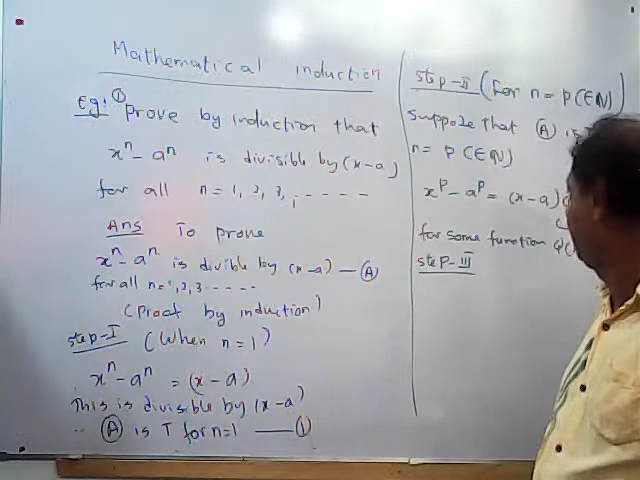 Mathematical induction
Eg: ① Prove by induction that
xⁿ - aⁿ is divisible by (x-a)
for all n = 1, 2, 3, - - - - -
Ans To prove
xⁿ - aⁿ is divible by (x-a) — Ⓐ
for all n=1,2,3 - - - - -
(Proof by induction)
step-I (When n=1)
xⁿ - aⁿ = (x-a)
This is divisible by (x-a)
∴ Ⓐ is T for n=1 — ①
step-II (For n = P(∈N)
suppose that Ⓐ is
n = P(∈N)
xᴾ - aᴾ = (x-a)
for some function
step-III